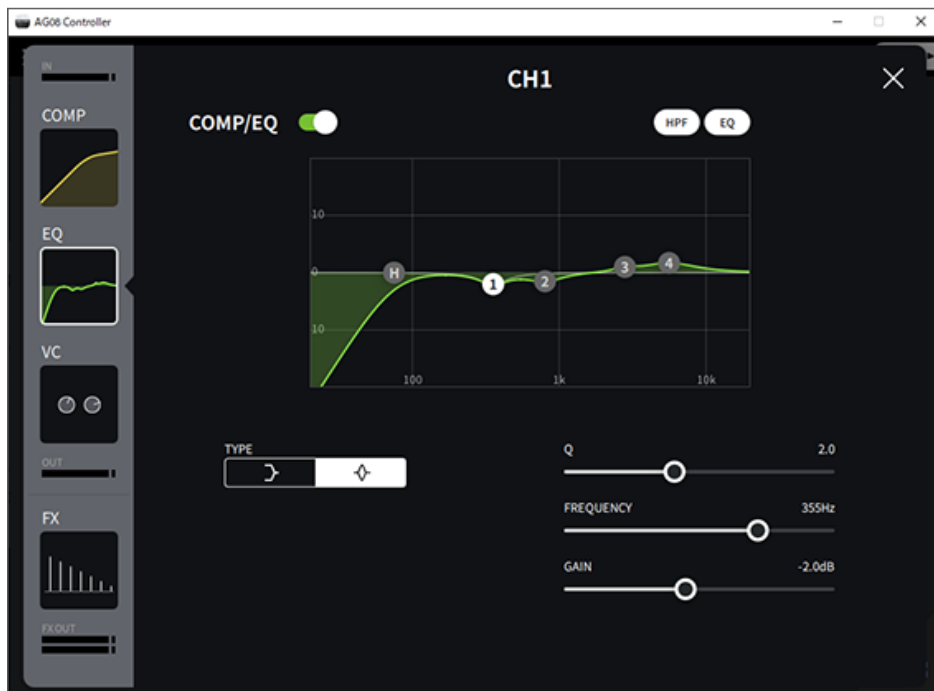 AG08 Controller
IN
COMP
EQ
VC
OUT
FX
FX OUT
CH1
COMP/EQ
HPF
EQ
10
0
10
100
1k
10k
H
1
2
3
4
TYPE
Q
2.0
FREQUENCY
355Hz
GAIN
-2.0dB